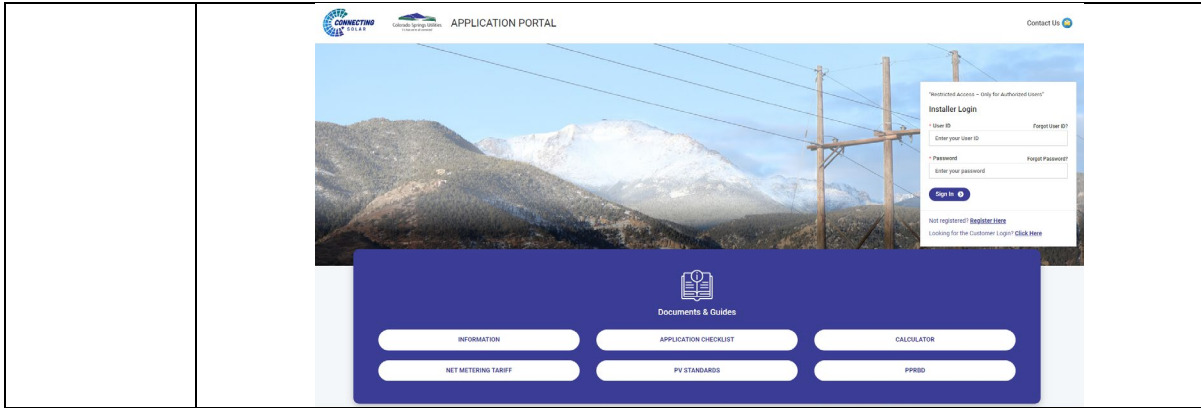 CONNECTING
SOLAR
Colorado Springs Utilities
APPLICATION PORTAL
Contact Us
"Restricted Access – Only for Authorized Users"
Installer Login
* User ID Forgot User ID?
Enter your User ID
* Password Forgot Password?
Enter your password
Sign In
Not registered? Register Here
Looking for the Customer Login? Click Here
Documents & Guides
INFORMATION APPLICATION CHECKLIST CALCULATOR
NET METERING TARIFF PV STANDARDS PPRBD